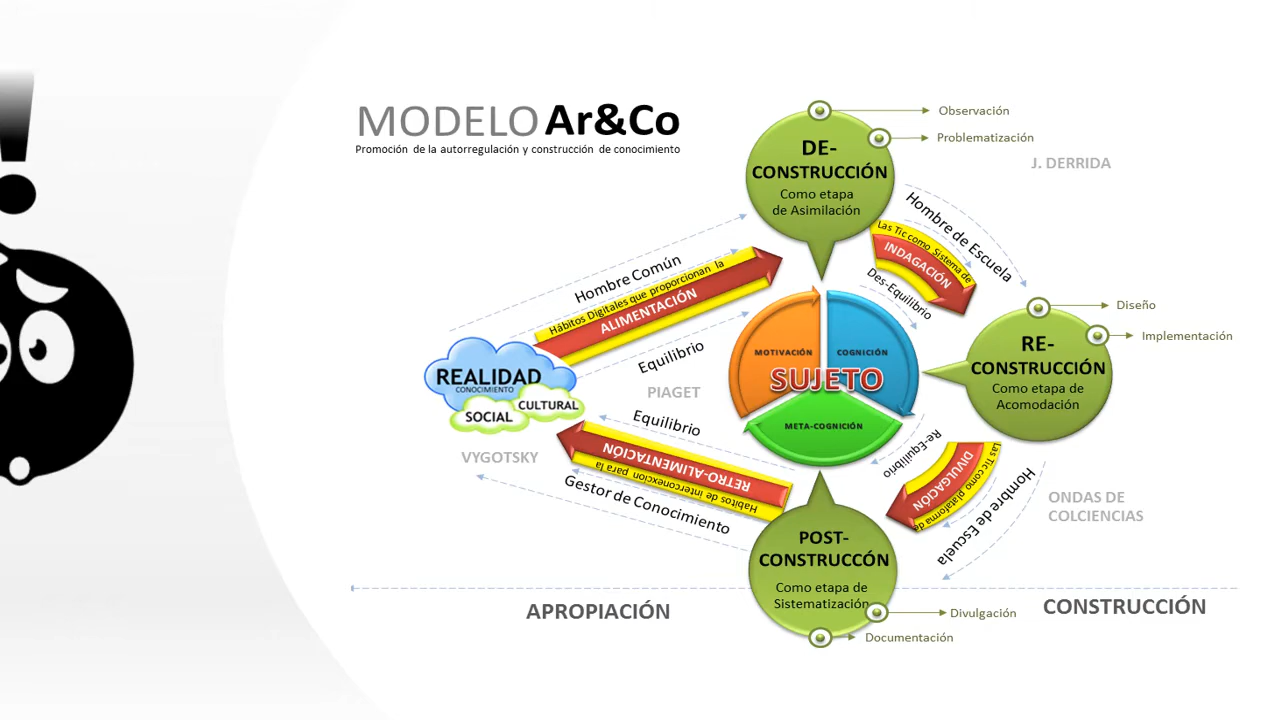 MODELO Ar&Co
Promoción de la autorregulación y construcción de conocimiento
DE-
CONSTRUCCIÓN
Como etapa
de Asimilación
Observación
Problematización
J. DERRIDA
Hombre de Escuela
Las Tic como Sistema de
INDAGACIÓN
Des-Equilibrio
Hombre Común
Hábitos Digitales que proporcionan la
ALIMENTACIÓN
Equilibrio
REALIDAD
CONOCIMIENTO
SOCIAL
CULTURAL
PIAGET
VYGOTSKY
MOTIVACIÓN
COGNICIÓN
SUJETO
META-COGNICIÓN
RE-
CONSTRUCCIÓN
Como etapa de
Acomodación
Diseño
Implementación
Equilibrio
RETRO-ALIMENTACIÓN
Habitos de interconexcion para la
Gestor de Conocimiento
Re-Equilibrio
DIVULGACIÓN
Las Tic como plataforma de
Hombre de Escuela
ONDAS DE
COLCIENCIAS
POST-
CONSTRUCCÓN
Como etapa de
Sistematización
Divulgación
Documentación
APROPIACIÓN
CONSTRUCCIÓN